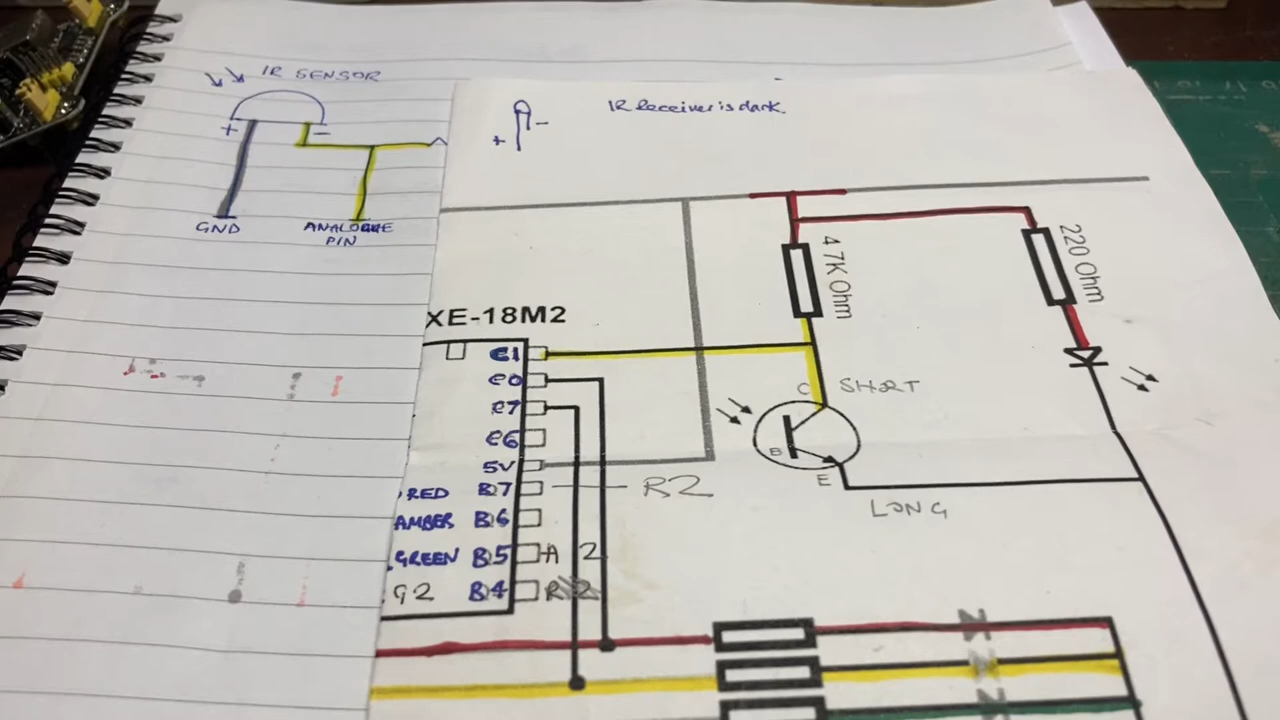 IR SENSOR
+
-
GND
ANALOGUE
PIN
+
-
IR Receiver is dark
4 7K Ohm
220 Ohm
XE-18M2
C1
C0
C7
C6
5V
RED B7
R2
AMBER B6
GREEN B5
A 2
G2 B4
C
SHORT
B
E
LONG